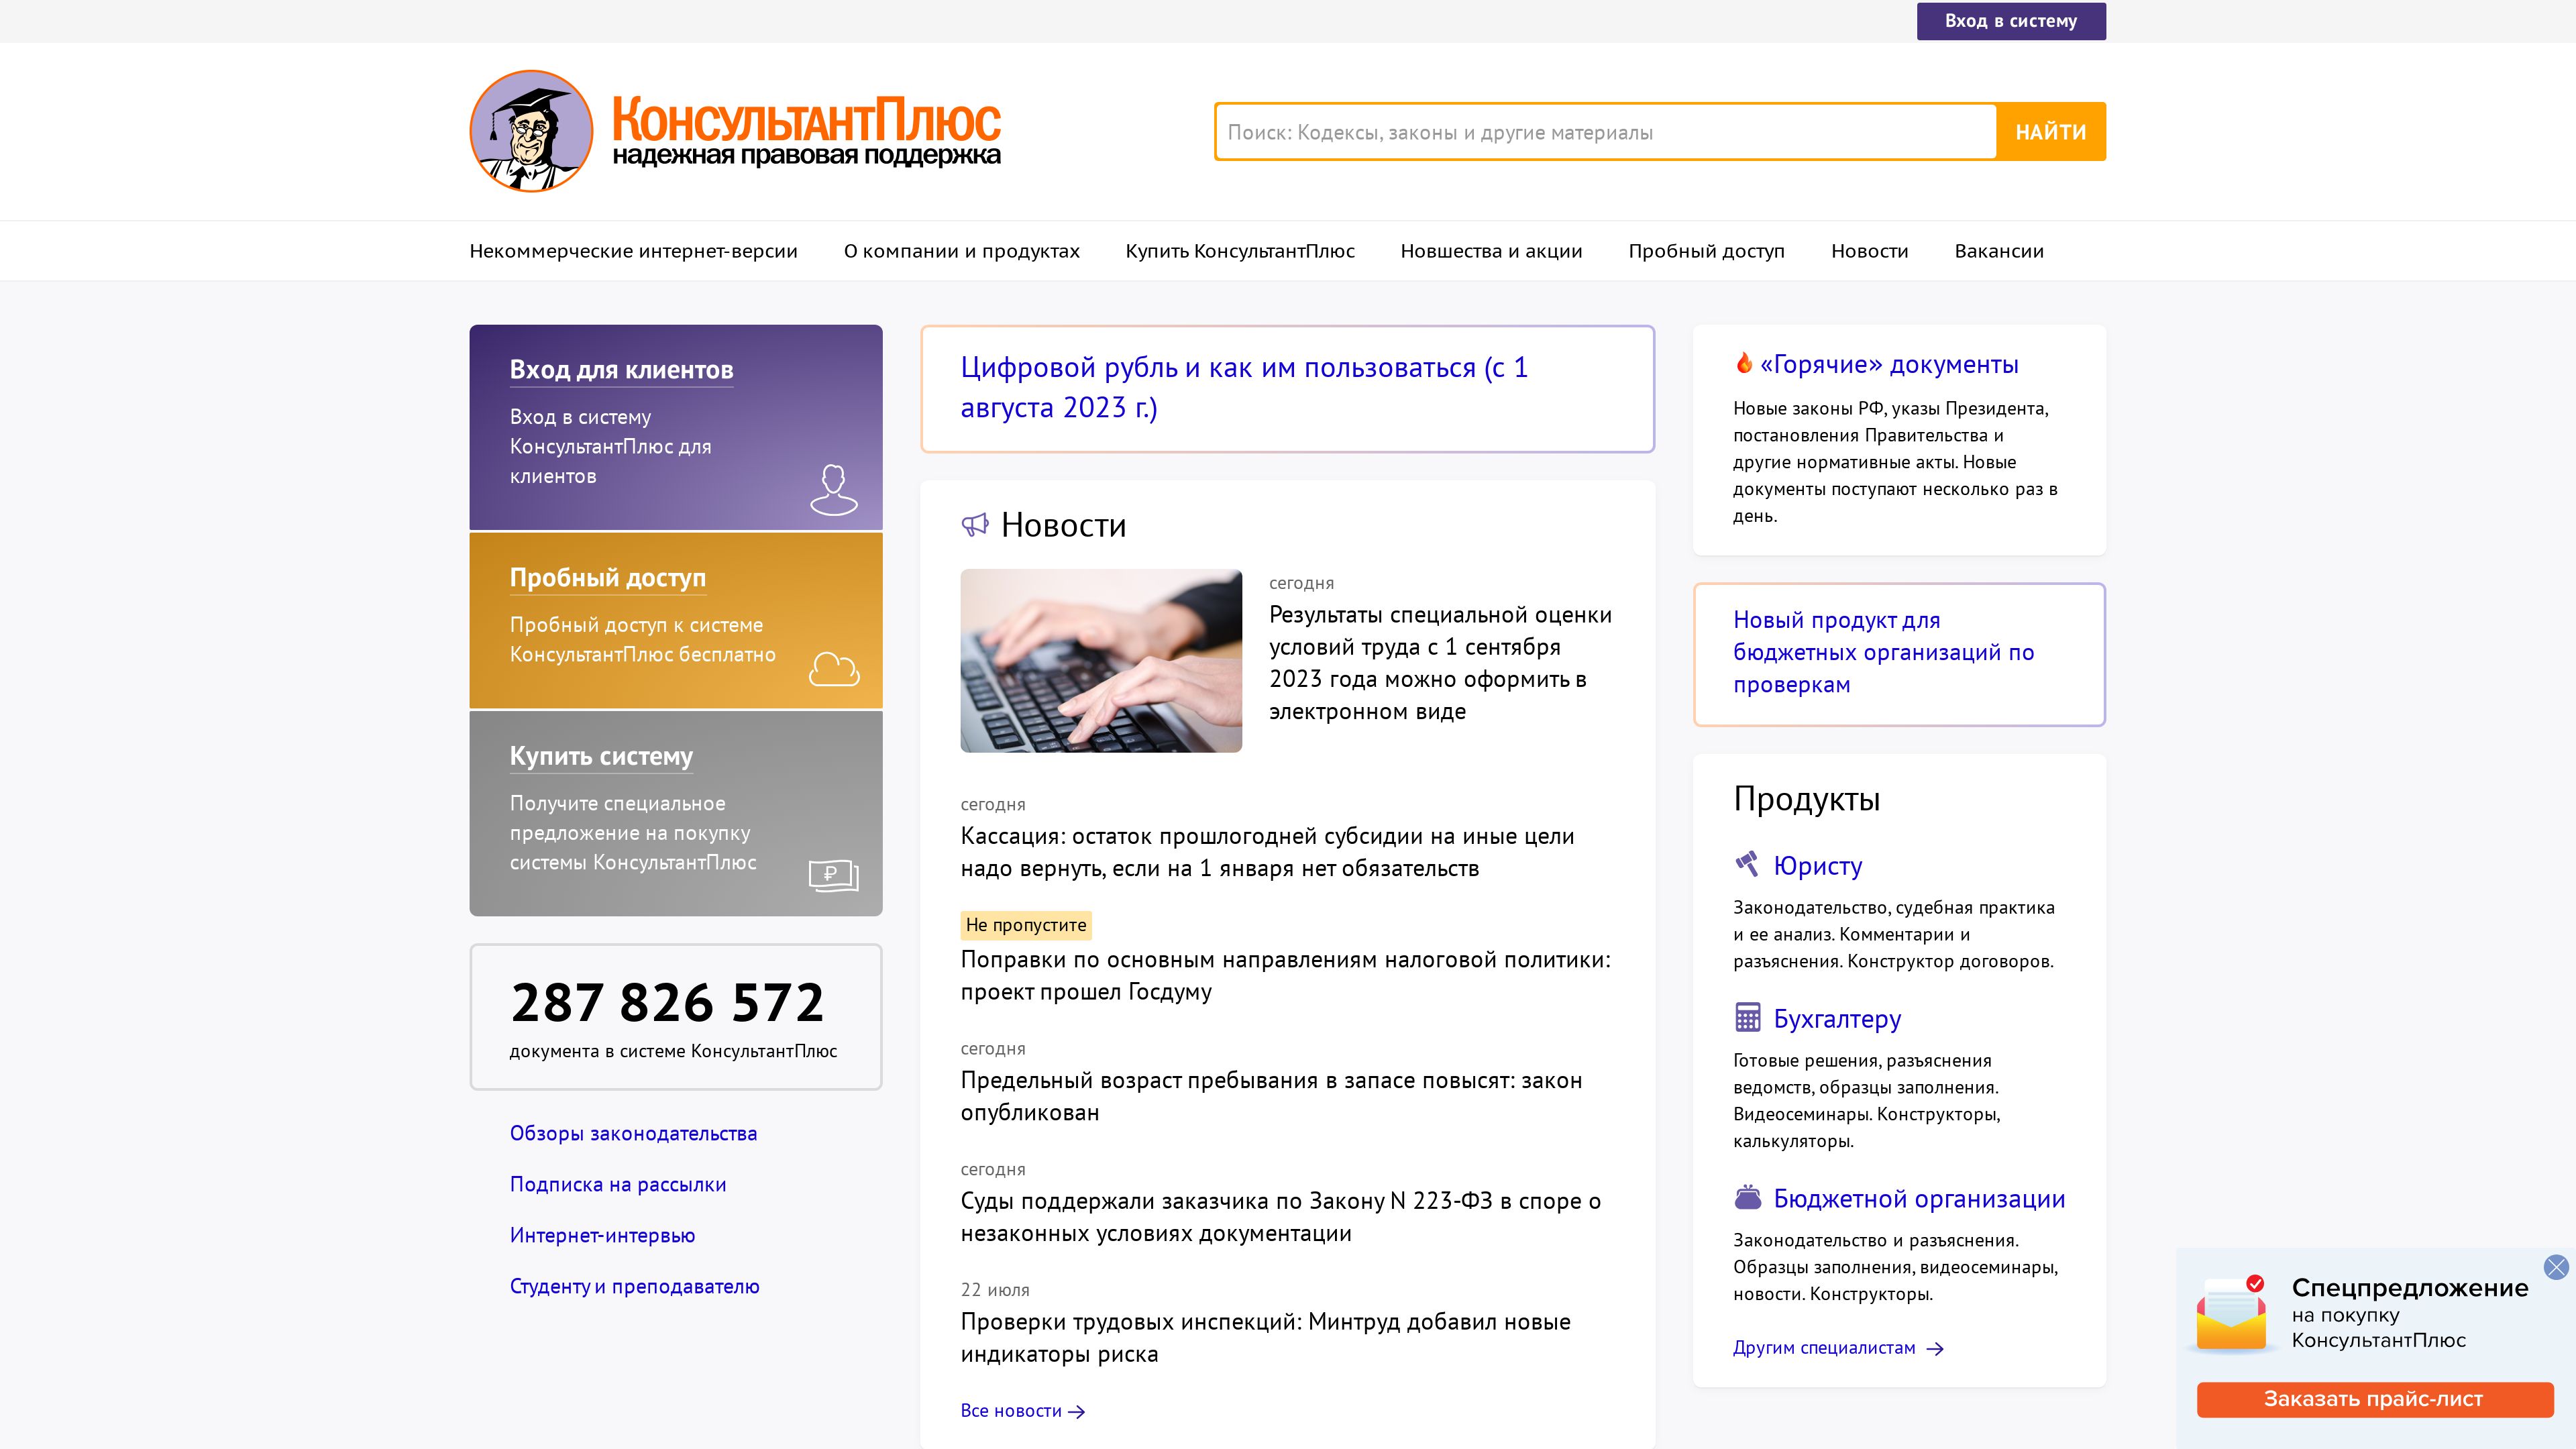 Вход в систему
КонсультантПлюс
надежная правовая поддержка
Поиск: Кодексы, законы и другие материалы
НАЙТИ
Некоммерческие интернет-версии
О компании и продуктах
Купить КонсультантПлюс
Новшества и акции
Пробный доступ
Новости
Вакансии
Вход для клиентов
Вход в систему
КонсультантПлюс для
клиентов
Пробный доступ
Пробный доступ к системе
КонсультантПлюс бесплатно
Купить систему
Получите специальное
предложение на покупку
системы КонсультантПлюс
₽
287 826 572
документа в системе КонсультантПлюс
Обзоры законодательства
Подписка на рассылки
Интернет-интервью
Студенту и преподавателю
Цифровой рубль и как им пользоваться (с 1
августа 2023 г.)
Новости
сегодня
Результаты специальной оценки
условий труда с 1 сентября
2023 года можно оформить в
электронном виде
сегодня
Кассация: остаток прошлогодней субсидии на иные цели
надо вернуть, если на 1 января нет обязательств
Не пропустите
Поправки по основным направлениям налоговой политики:
проект прошел Госдуму
сегодня
Предельный возраст пребывания в запасе повысят: закон
опубликован
сегодня
Суды поддержали заказчика по Закону N 223-ФЗ в споре о
незаконных условиях документации
22 июля
Проверки трудовых инспекций: Минтруд добавил новые
индикаторы риска
Все новости
«Горячие» документы
Новые законы РФ, указы Президента,
постановления Правительства и
другие нормативные акты. Новые
документы поступают несколько раз в
день.
Новый продукт для
бюджетных организаций по
проверкам
Продукты
Юристу
Законодательство, судебная практика
и ее анализ. Комментарии и
разъяснения. Конструктор договоров.
Бухгалтеру
Готовые решения, разъяснения
ведомств, образцы заполнения.
Видеосеминары. Конструкторы,
калькуляторы.
Бюджетной организации
Законодательство и разъяснения.
Образцы заполнения, видеосеминары,
новости. Конструкторы.
Другим специалистам
Спецпредложение
на покупку
КонсультантПлюс
Заказать прайс-лист